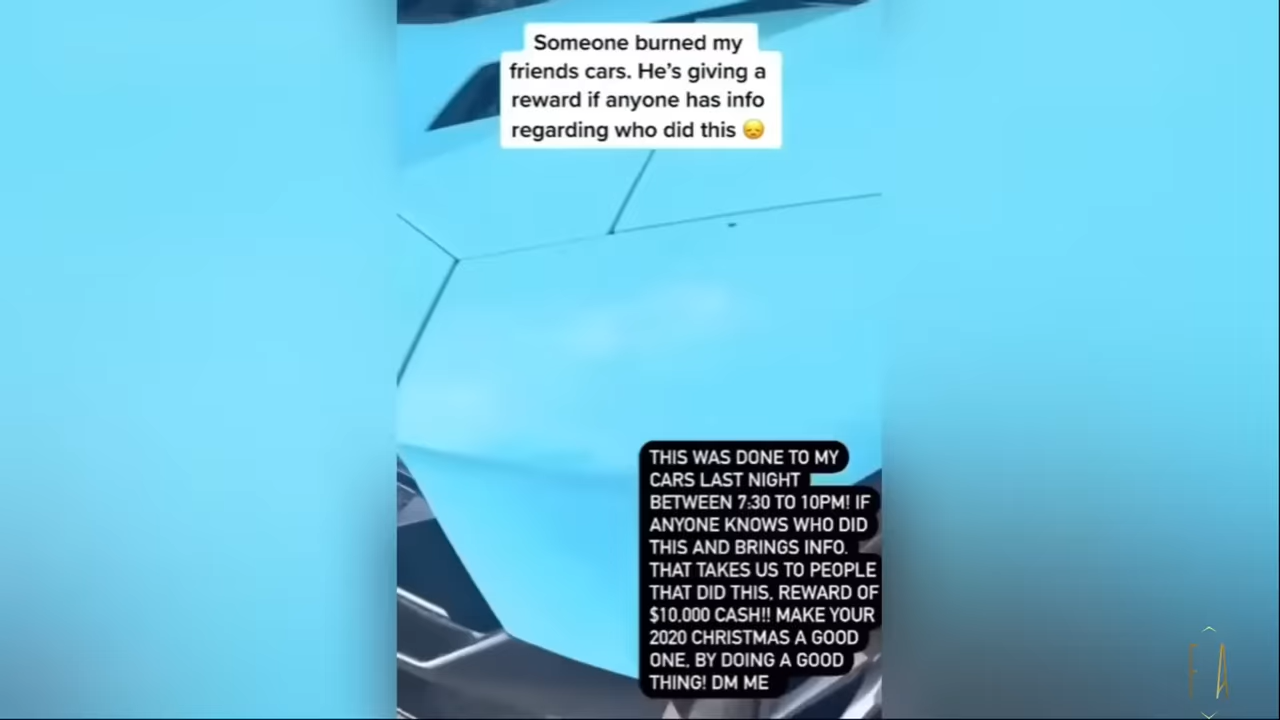 Someone burned my
friends cars. He's giving a
reward if anyone has info
regarding who did this 😞
THIS WAS DONE TO MY
CARS LAST NIGHT
BETWEEN 7:30 TO 10PM! IF
ANYONE KNOWS WHO DID
THIS AND BRINGS INFO.
THAT TAKES US TO PEOPLE
THAT DID THIS, REWARD OF
$10,000 CASH!! MAKE YOUR
2020 CHRISTMAS A GOOD
ONE, BY DOING A GOOD
THING! DM ME
F A